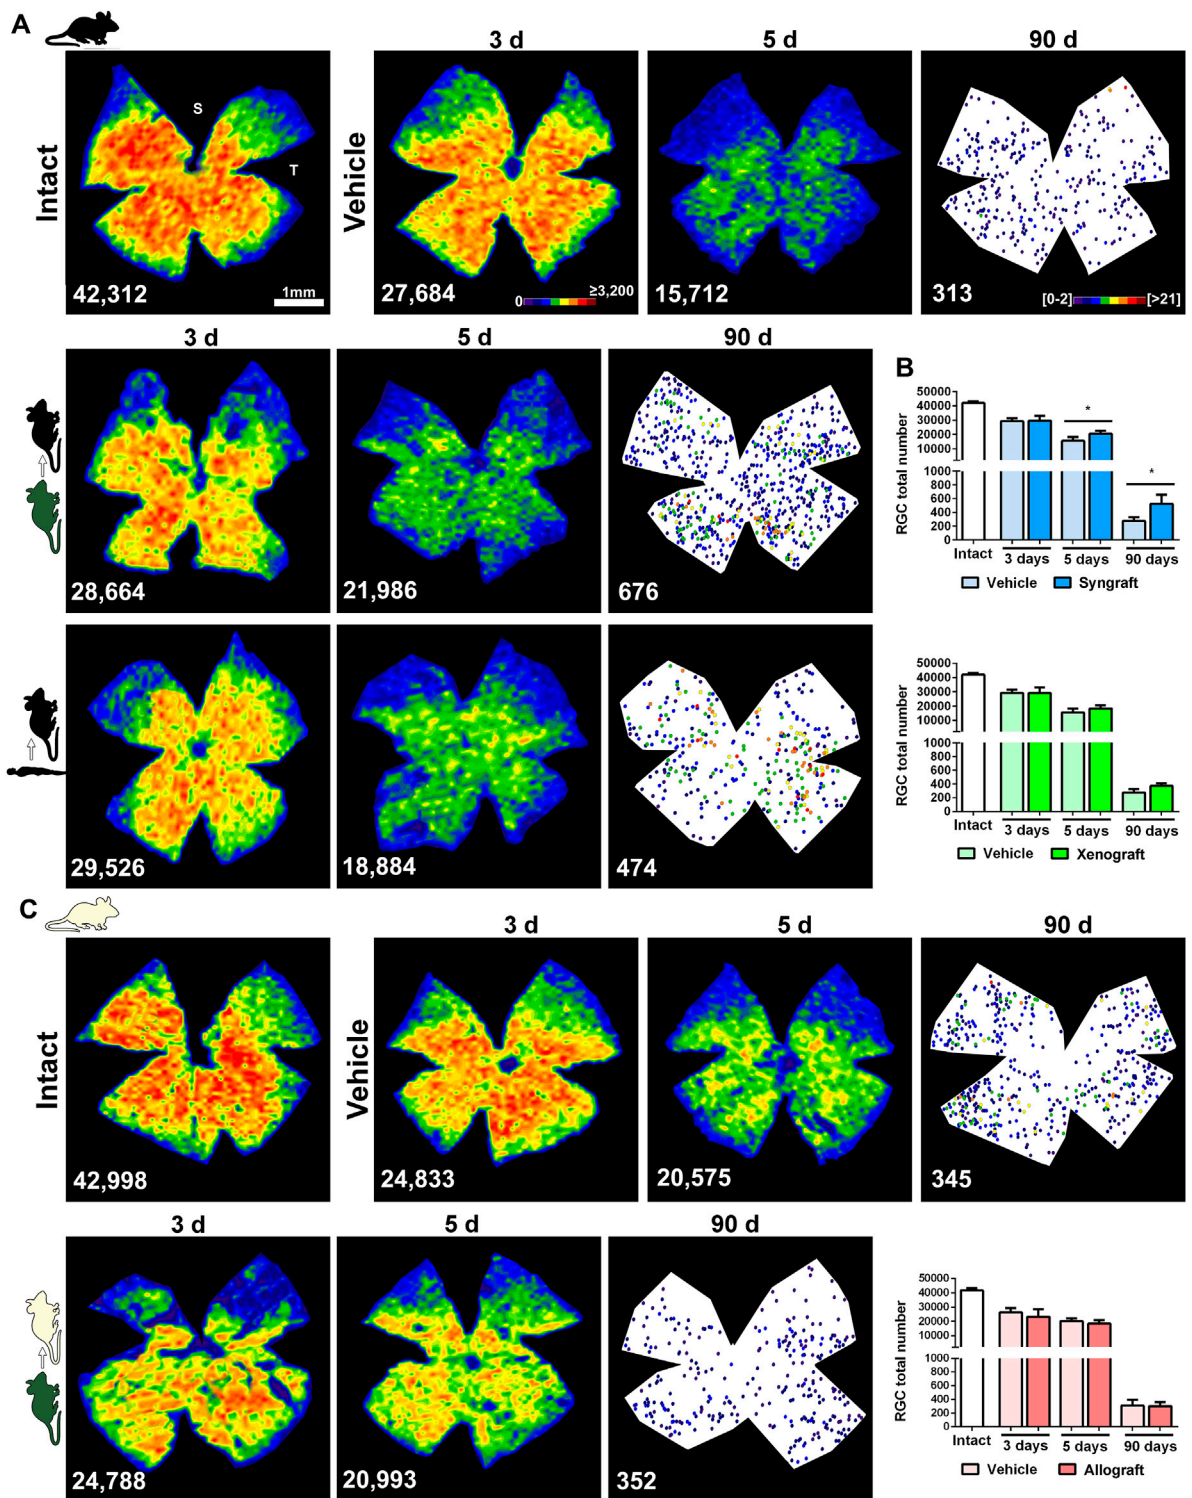 A
3 d
5 d
90 d
Intact
S
T
42,312
1mm
Vehicle
27,684
0
≥3,200
15,712
313
[0-2]
[>21]
3 d
5 d
90 d
28,664
21,986
676
29,526
18,884
474
B
RGC total number
50000
40000
30000
20000
10000
1000
800
600
400
200
0
*
*
Intact
3 days
5 days
90 days
Vehicle
Syngraft
RGC total number
50000
40000
30000
20000
10000
1000
800
600
400
200
0
Intact
3 days
5 days
90 days
Vehicle
Xenograft
C
3 d
5 d
90 d
Intact
42,998
Vehicle
24,833
20,575
345
3 d
5 d
90 d
24,788
20,993
352
RGC total number
50000
40000
30000
20000
10000
1000
800
600
400
200
0
Intact
3 days
5 days
90 days
Vehicle
Allograft